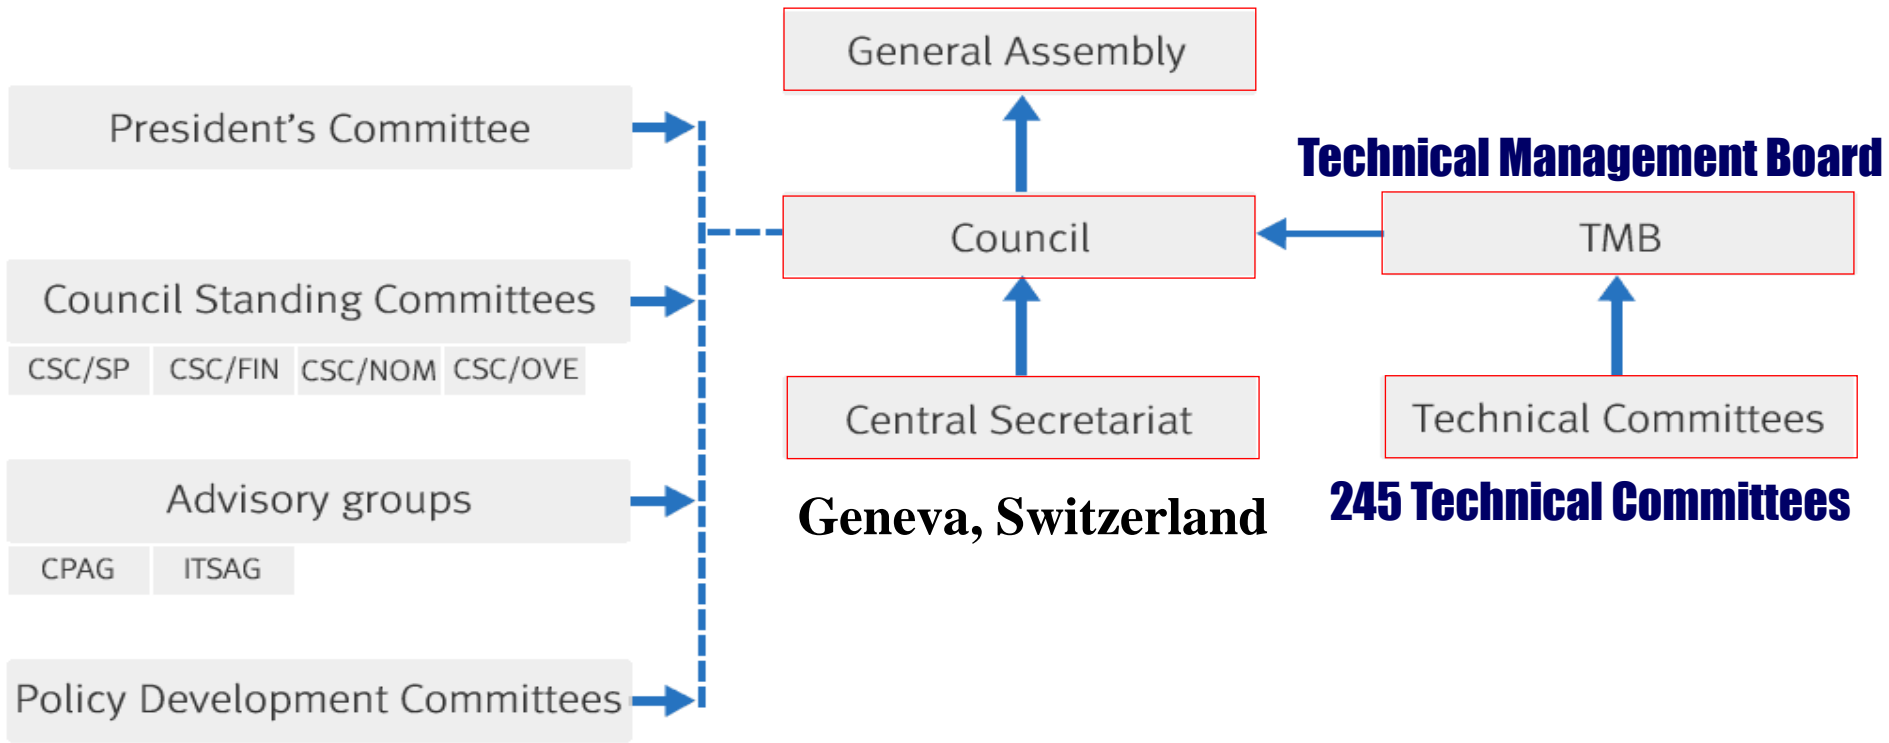 General Assembly
President's Committee
Technical Management Board
Council
TMB
Council Standing Committees
CSC/SP
CSC/FIN
CSC/NOM
CSC/OVE
Central Secretariat
Technical Committees
Advisory groups
Geneva, Switzerland
245 Technical Committees
CPAG
ITSAG
Policy Development Committees